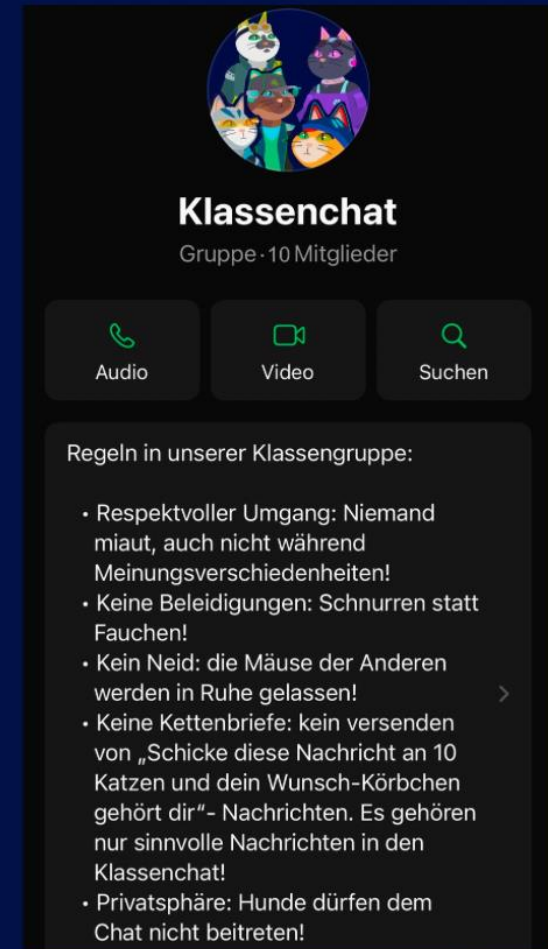 Klassenchat
Gruppe · 10 Mitglieder
Audio
Video
Suchen
Regeln in unserer Klassengruppe:
• Respektvoller Umgang: Niemand
miaut, auch nicht während
Meinungsverschiedenheiten!
• Keine Beleidigungen: Schnurren statt
Fauchen!
• Kein Neid: die Mäuse der Anderen
werden in Ruhe gelassen!
• Keine Kettenbriefe: kein versenden
von „Schicke diese Nachricht an 10
Katzen und dein Wunsch-Körbchen
gehört dir“- Nachrichten. Es gehören
nur sinnvolle Nachrichten in den
Klassenchat!
• Privatsphäre: Hunde dürfen dem
Chat nicht beitreten!